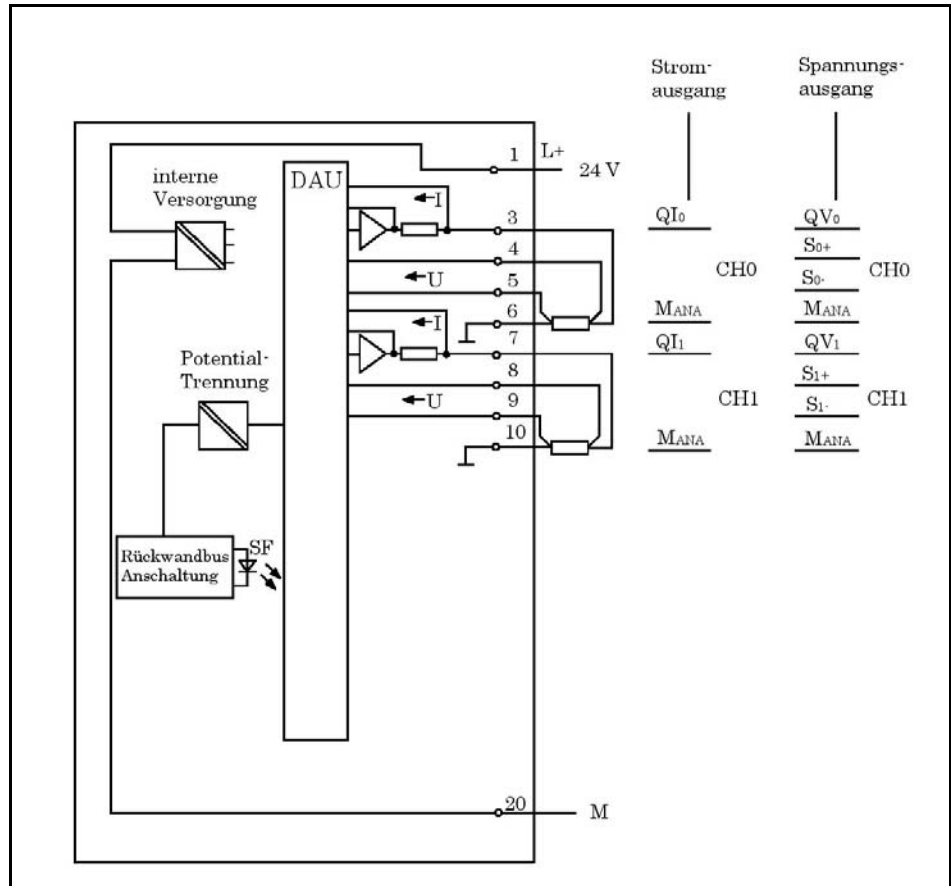 Strom-
ausgang
Spannungs-
ausgang
1
L+
24 V
interne
Versorgung
DAU
I
3
QI0
QV0
4
S0+
CH0
CH0
U
5
S0-
I
6
MANA
MANA
7
QI1
QV1
Potential-
Trennung
8
S1+
CH1
CH1
U
9
S1-
10
MANA
MANA
Rückwandbus
Anschaltung
SF
20
M